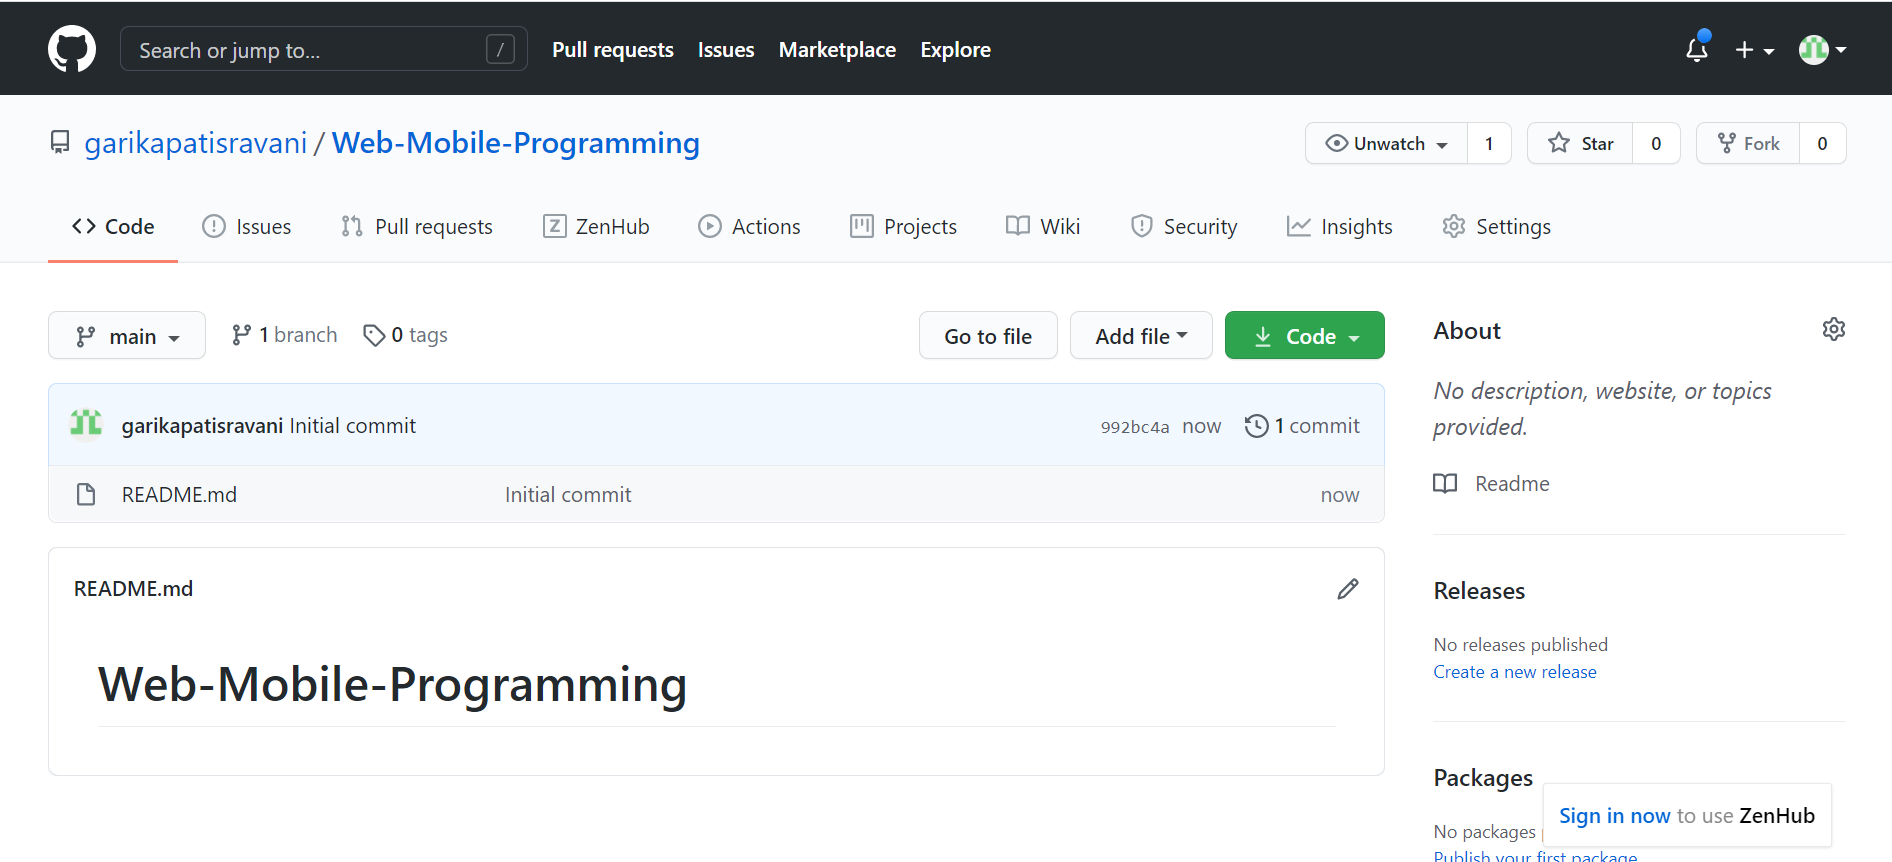 Search or jump to... / Pull requests Issues Marketplace Explore
garikapatisravani / Web-Mobile-Programming Unwatch 1 Star 0 Fork 0
Code Issues Pull requests ZenHub Actions Projects Wiki Security Insights Settings
main 1 branch 0 tags Go to file Add file Code
garikapatisravani Initial commit 992bc4a now 1 commit
README.md Initial commit now
README.md
Web-Mobile-Programming
About
No description, website, or topics
provided.
Readme
Releases
No releases published
Create a new release
Packages
No packages
Publish your first package
Sign in now to use ZenHub